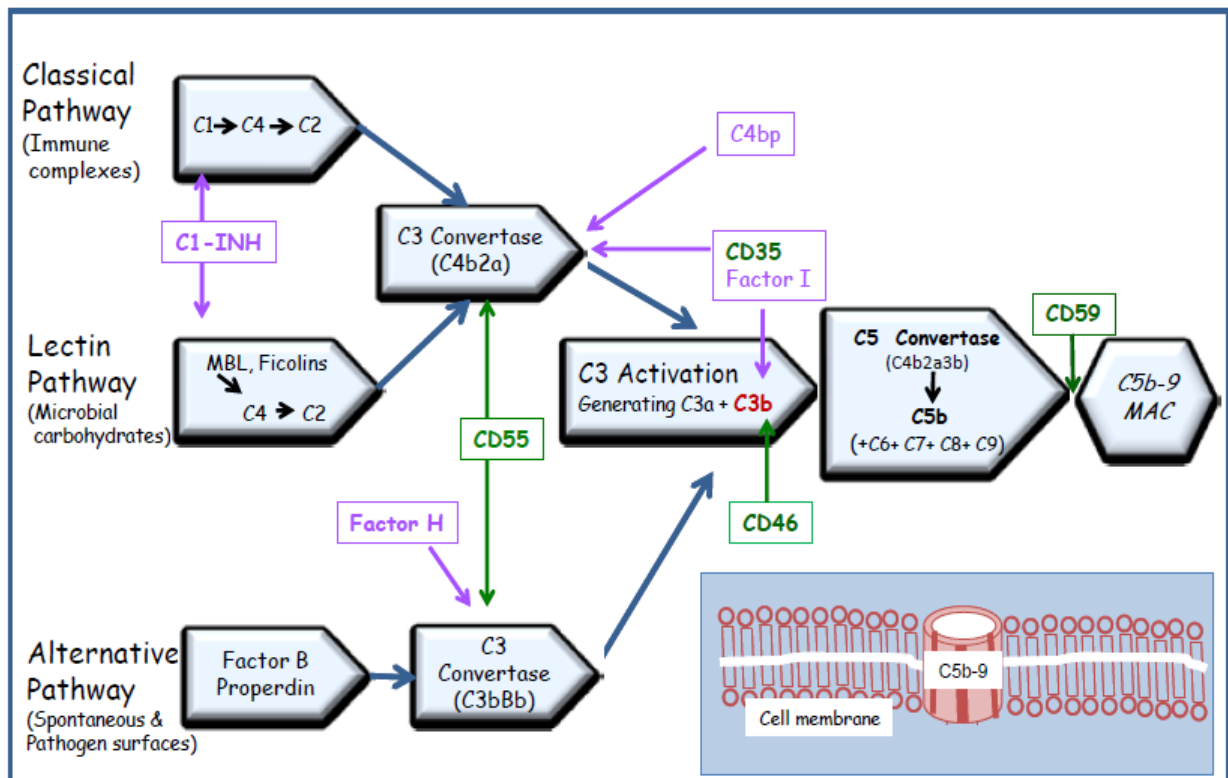 Classical
Pathway
(Immune
complexes)
C1→C4→C2
C1-INH
Lectin
Pathway
(Microbial
carbohydrates)
MBL, Ficolins
C4→C2
C3 Convertase
(C4b2a)
C4bp
CD35
Factor I
CD55
C3 Activation
Generating C3a + C3b
CD46
C5 Convertase
(C4b2a3b)
C5b
(+C6+ C7+ C8+ C9)
CD59
C5b-9
MAC
Factor H
Alternative
Pathway
(Spontaneous &
Pathogen surfaces)
Factor B
Properdin
C3
Convertase
(C3bBb)
C5b-9
Cell membrane